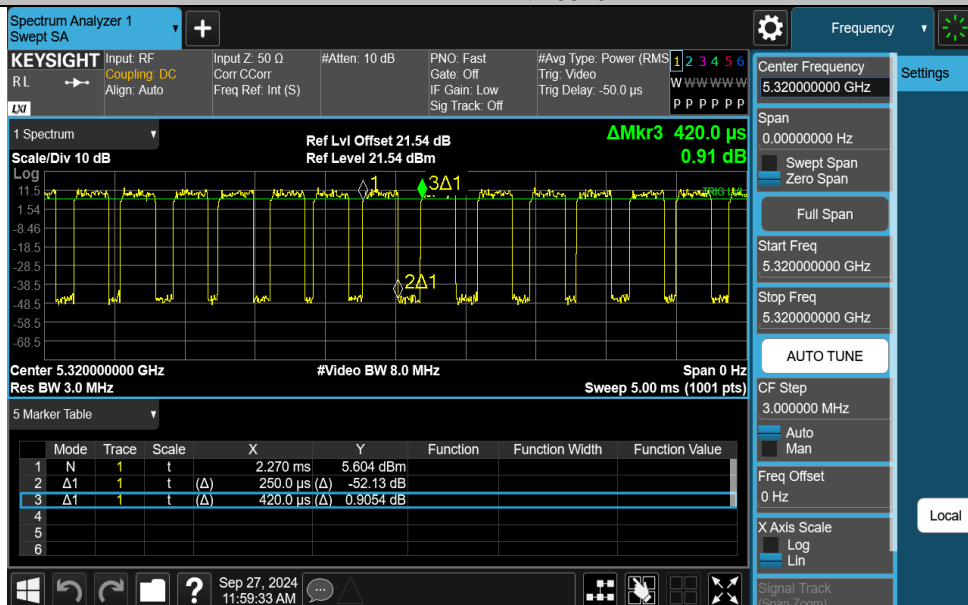 Spectrum Analyzer 1
Swept SA
+
Frequency
KEYSIGHT
RL
LXI
Input: RF
Coupling: DC
Align: Auto
Input Z: 50 Ω
Corr CCorr
Freq Ref: Int (S)
#Atten: 10 dB
PNO: Fast
Gate: Off
IF Gain: Low
Sig Track: Off
#Avg Type: Power (RMS
Trig: Video
Trig Delay: -50.0 µs
1 2 3 4 5 6
W W W W W W
P P P P P P
1 Spectrum
Scale/Div 10 dB
Ref Lvl Offset 21.54 dB
Ref Level 21.54 dBm
ΔMkr3 420.0 µs
0.91 dB
Log
11.5
1.54
-8.46
-18.5
-28.5
-38.5
-48.5
-58.5
-68.5
1
3Δ1
TRIG LVL
2Δ1
Center 5.320000000 GHz
#Video BW 8.0 MHz
Span 0 Hz
Res BW 3.0 MHz
Sweep 5.00 ms (1001 pts)
5 Marker Table
Mode Trace Scale X Y Function Function Width Function Value
1 N 1 t 2.270 ms 5.604 dBm
2 Δ1 1 t (Δ) 250.0 µs (Δ) -52.13 dB
3 Δ1 1 t (Δ) 420.0 µs (Δ) 0.9054 dB
4
5
6
?
Sep 27, 2024
11:59:33 AM
Center Frequency
5.320000000 GHz
Settings
Span
0.00000000 Hz
Swept Span
Zero Span
Full Span
Start Freq
5.320000000 GHz
Stop Freq
5.320000000 GHz
AUTO TUNE
CF Step
3.000000 MHz
Auto
Man
Freq Offset
0 Hz
Local
X Axis Scale
Log
Lin
Signal Track
(Span Zoom)